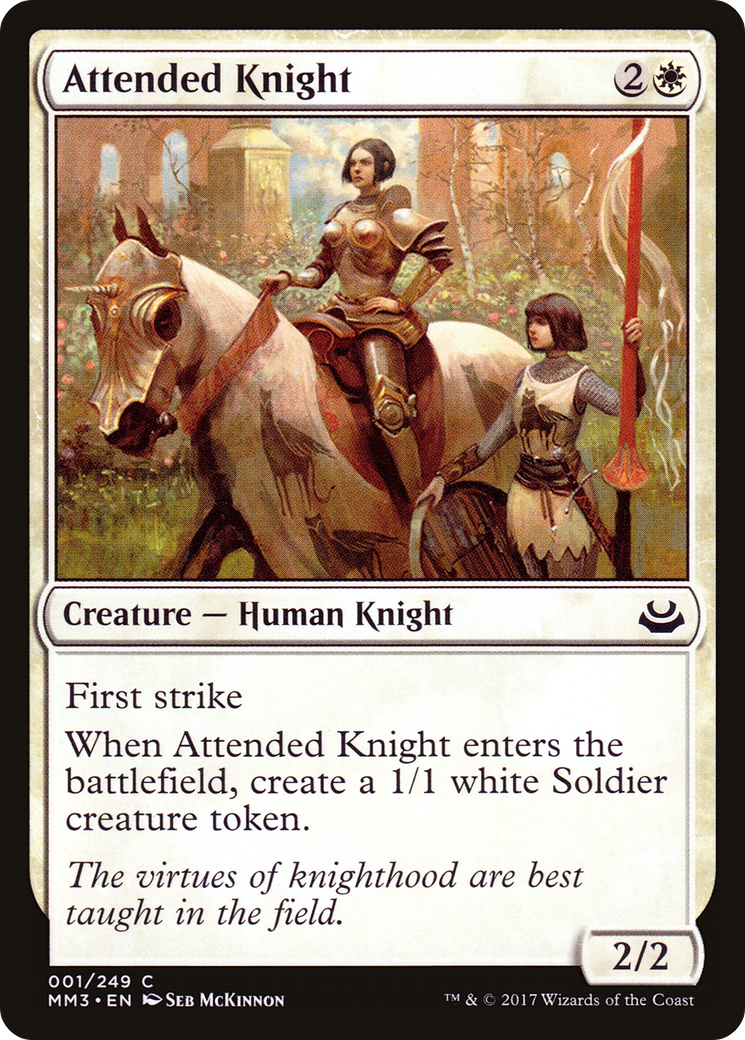 Attended Knight 2
Creature — Human Knight
First strike
When Attended Knight enters the
battlefield, create a 1/1 white Soldier
creature token.
The virtues of knighthood are best
taught in the field.
2/2
001/249 C
MM3 • EN Seb McKinnon
™ & © 2017 Wizards of the Coast